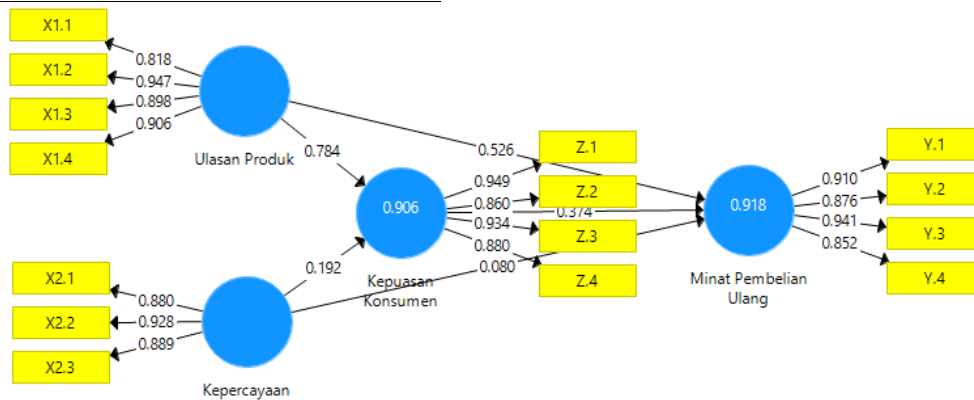 X1.1
X1.2
X1.3
X1.4
0.818
0.947
0.898
0.906
Ulasan Produk
0.784
0.526
Z.1
Z.2
Z.3
Z.4
0.949
0.860
0.374
0.934
0.880
0.906
Kepuasan
Konsumen
0.192
0.080
X2.1
X2.2
X2.3
0.880
0.928
0.889
Kepercayaan
0.918
Minat Pembelian
Ulang
0.910
0.876
0.941
0.852
Y.1
Y.2
Y.3
Y.4